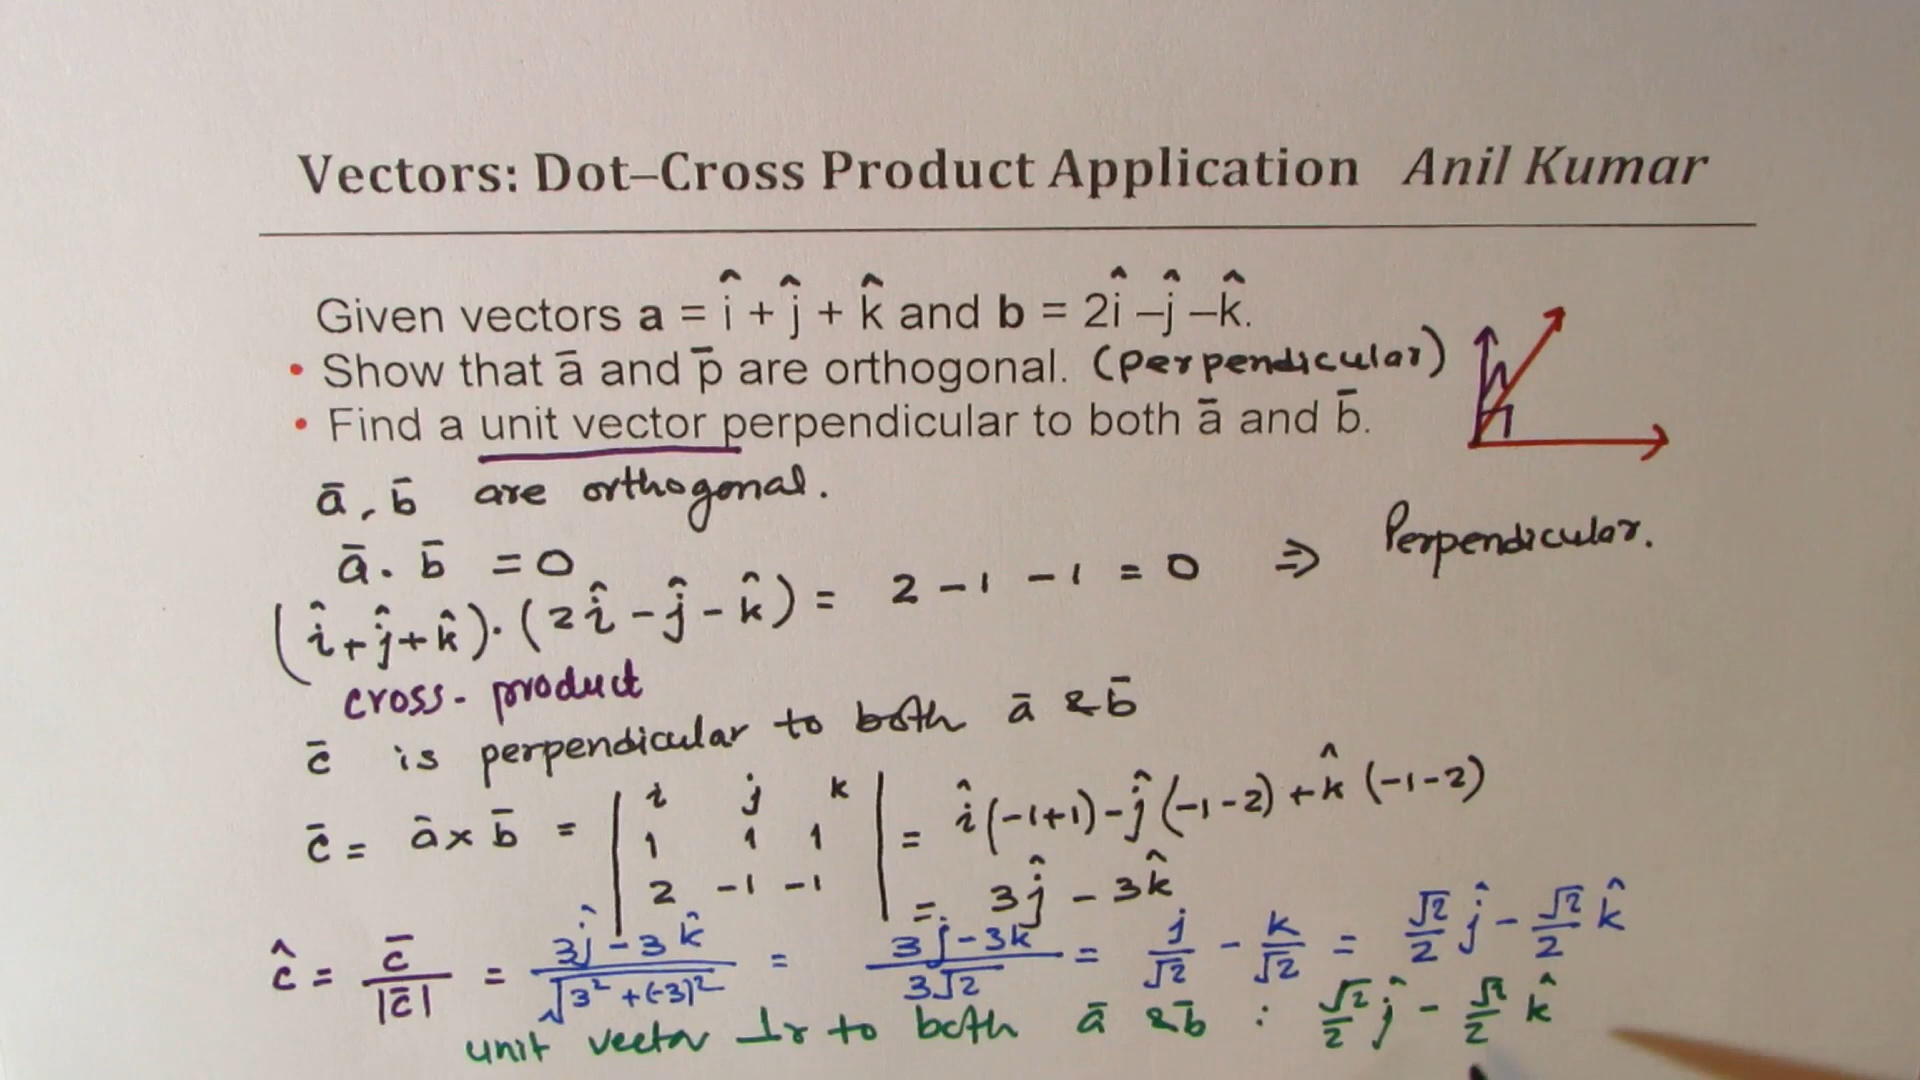 Vectors: Dot–Cross Product Application Anil Kumar
Given vectors a = î + ĵ + k̂ and b = 2î –ĵ –k̂.
• Show that ā and p̄ are orthogonal. (Perpendicular)
• Find a unit vector perpendicular to both ā and b̄.
ā, b̄ are orthogonal.
ā . b̄ = 0
(î + ĵ + k̂) · (2î - ĵ - k̂) = 2 - 1 - 1 = 0 ⇒ Perpendicular.
cross-product
c̄ is perpendicular to both ā & b̄
c̄ = ā × b̄ = | i j k | = î(-1+1) - ĵ(-1-2) + k̂(-1-2)
| 1 1 1 |
| 2 -1 -1 | = 3ĵ - 3k̂
ĉ = c̄/|c̄| = (3ĵ - 3k̂)/√(3² + (-3)²) = (3j - 3k)/(3√2) = j/√2 - k/√2 = √2/2 ĵ - √2/2 k̂
unit vector ⊥r to both ā & b̄ : √2/2 ĵ - √2/2 k̂